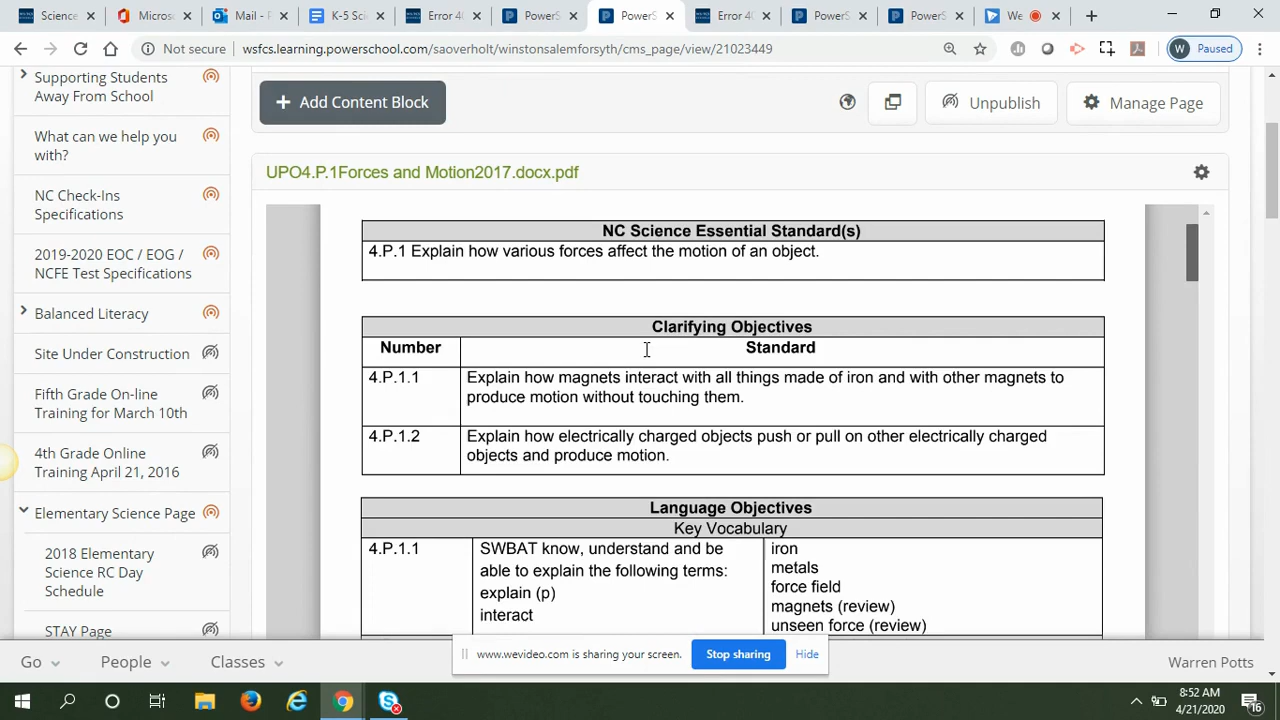 Science
Microso
Mail - P
K-5 Scie
Error 40
PowerS
PowerS
Error 40
PowerS
PowerS
We
Not secure
wsfcs.learning.powerschool.com/saoverholt/winstonsalemforsyth/cms_page/view/21023449
W Paused
Supporting Students
Away From School
What can we help you
with?
NC Check-Ins
Specifications
2019-2020 EOC / EOG /
NCFE Test Specifications
Balanced Literacy
Site Under Construction
Fifth Grade On-line
Training for March 10th
4th Grade Online
Training April 21, 2016
Elementary Science Page
2018 Elementary
Science RC Day
Schedule
STAY Page
+ Add Content Block
Unpublish
Manage Page
UPO4.P.1Forces and Motion2017.docx.pdf
NC Science Essential Standard(s)
4.P.1 Explain how various forces affect the motion of an object.
Clarifying Objectives
Number Standard
4.P.1.1 Explain how magnets interact with all things made of iron and with other magnets to
produce motion without touching them.
4.P.1.2 Explain how electrically charged objects push or pull on other electrically charged
objects and produce motion.
Language Objectives
Key Vocabulary
4.P.1.1
SWBAT know, understand and be
able to explain the following terms:
explain (p)
interact
iron
metals
force field
magnets (review)
unseen force (review)
www.wevideo.com is sharing your screen.
Stop sharing
Hide
Go
People
Classes
Warren Potts
8:52 AM
4/21/2020
16